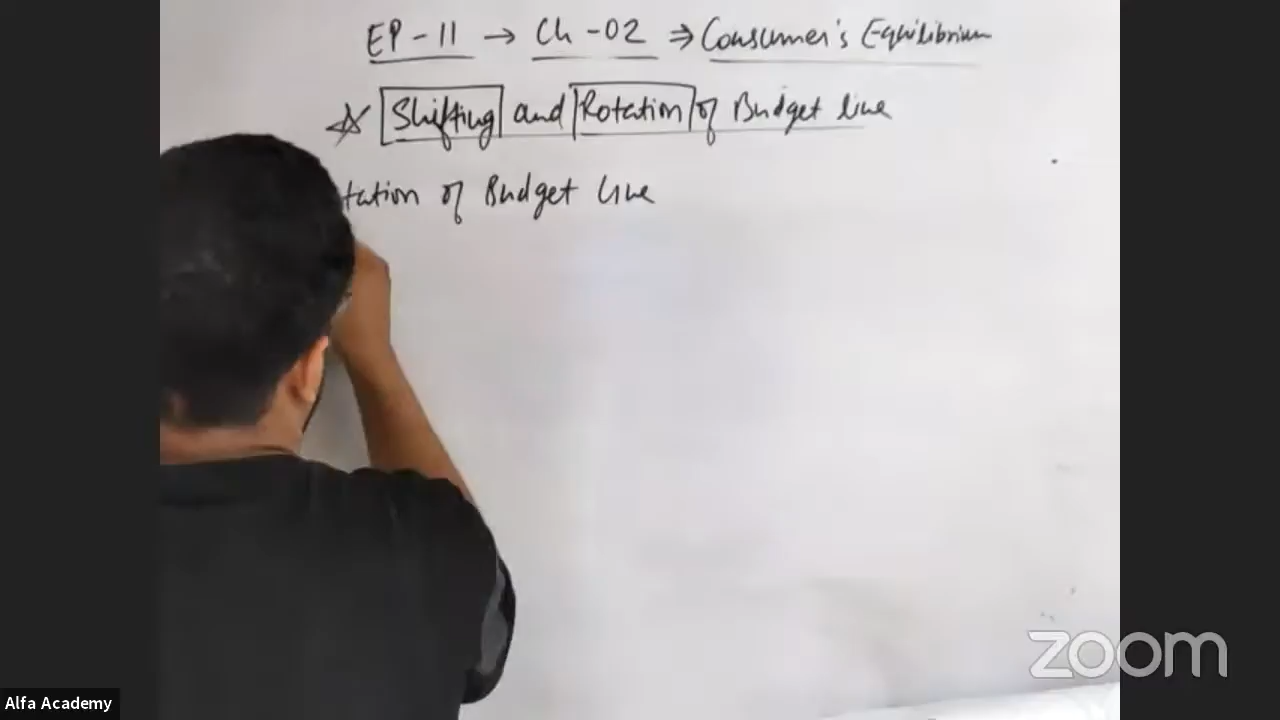 EP - 11 → Ch - 02 ⇒ Consumer's Equilibrium
☆ Shifting and Rotation of Budget line
tation of Budget line
zoom
Alfa Academy